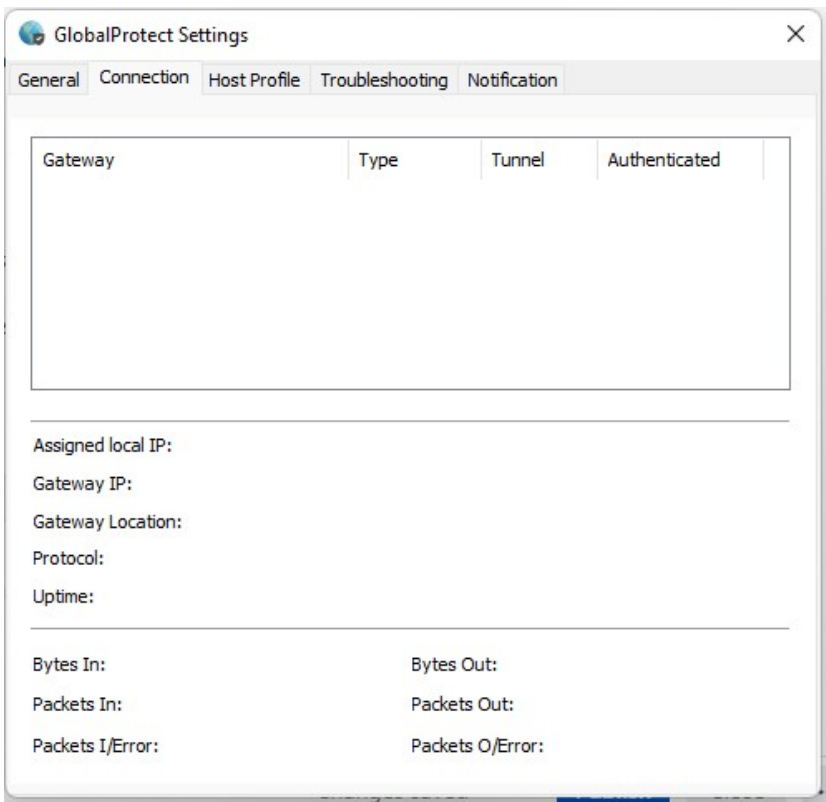 GlobalProtect Settings
General Connection Host Profile Troubleshooting Notification
Gateway Type Tunnel Authenticated
Assigned local IP:
Gateway IP:
Gateway Location:
Protocol:
Uptime:
Bytes In: Bytes Out:
Packets In: Packets Out:
Packets I/Error: Packets O/Error: